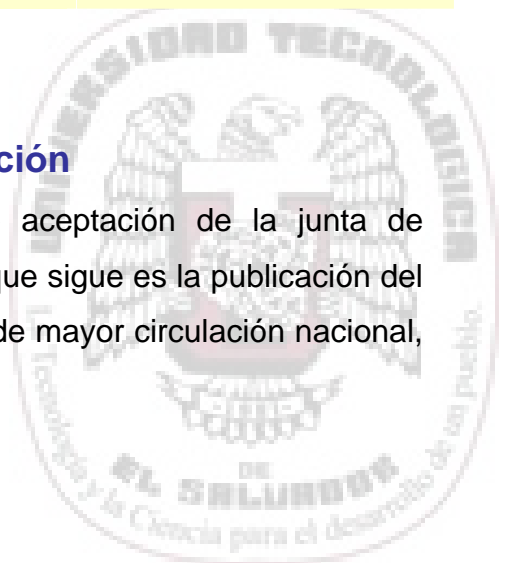 UNIVERSIDAD TECNOLOGICA
ción
aceptación de la junta de
que sigue es la publicación del
de mayor circulación nacional,
DE
EL SALVADOR
La Tecnología y la Ciencia para el desarrollo de un pueblo.